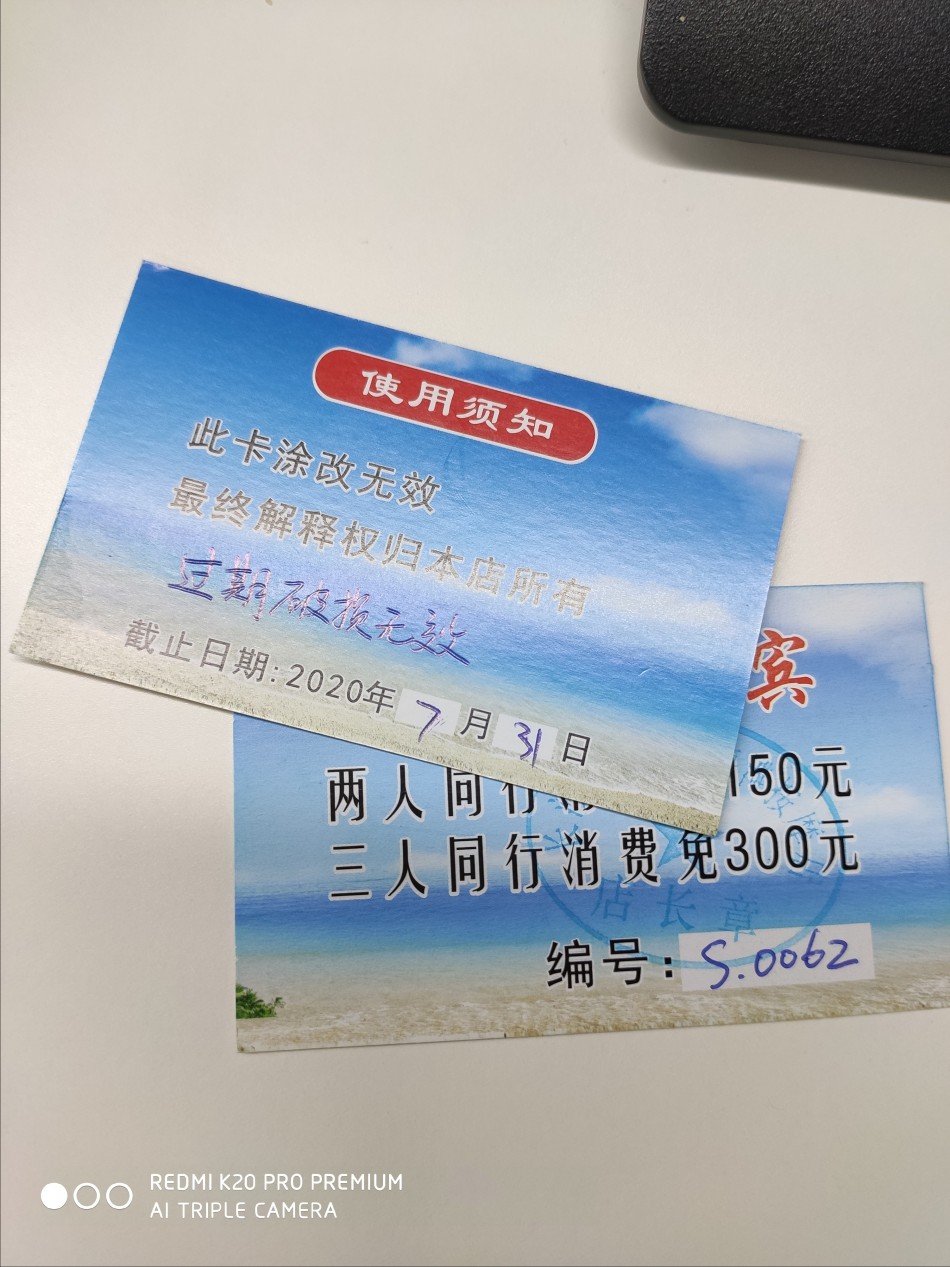 使用须知
此卡涂改无效
最终解释权归本店所有
过期破损无效
截止日期:2020年7月31日
宾
两人同行 150元
三人同行消费免300元
店长章
编号:S.0062
REDMI K20 PRO PREMIUM
AI TRIPLE CAMERA